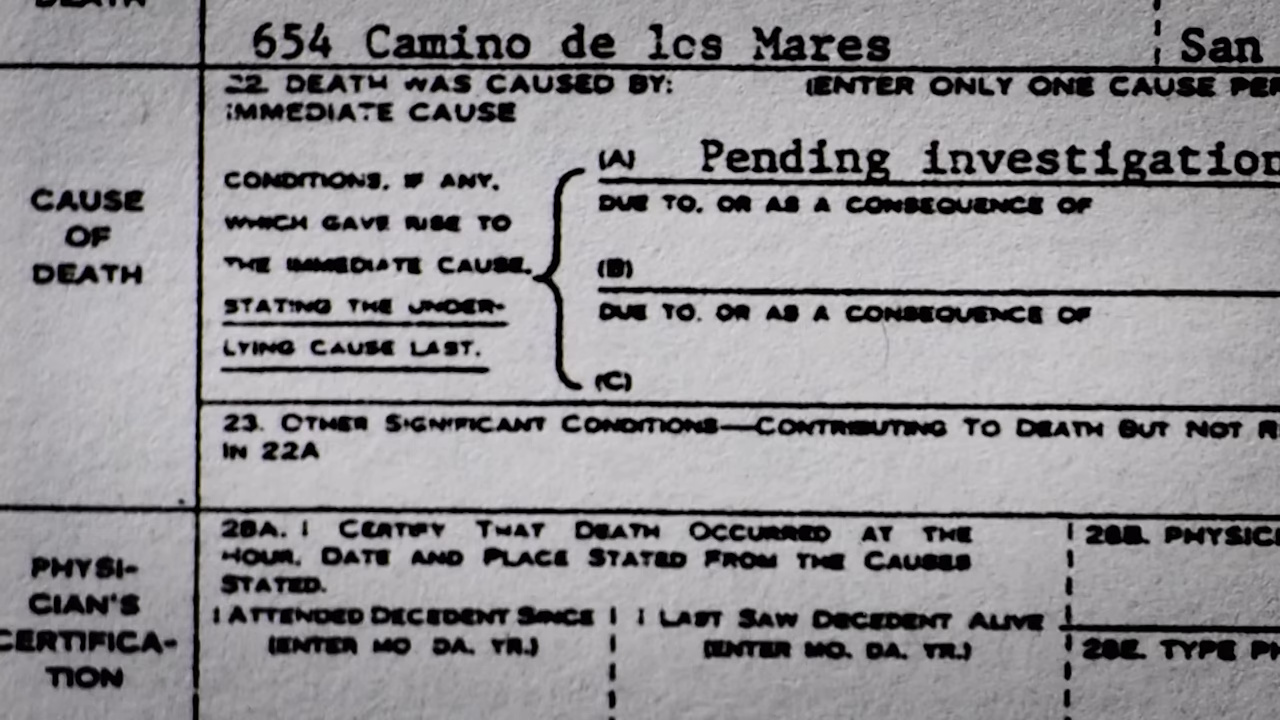 DEATH
654 Camino de los Mares
San
22. DEATH WAS CAUSED BY:
(ENTER ONLY ONE CAUSE PER
IMMEDIATE CAUSE
CAUSE
OF
DEATH
CONDITIONS, IF ANY,
WHICH GAVE RISE TO
THE IMMEDIATE CAUSE,
STATING THE UNDER-
LYING CAUSE LAST.
(A) Pending investigation
DUE TO, OR AS A CONSEQUENCE OF
(B)
DUE TO, OR AS A CONSEQUENCE OF
(C)
23. OTHER SIGNIFICANT CONDITIONS—CONTRIBUTING TO DEATH BUT NOT R
IN 22A
PHYSI-
CIAN'S
CERTIFICA-
TION
28A. I CERTIFY THAT DEATH OCCURRED AT THE
HOUR, DATE AND PLACE STATED FROM THE CAUSES
STATED.
I ATTENDED DECEDENT SINCE
(ENTER MO DA. YR.)
I LAST SAW DECEDENT ALIVE
(ENTER MO. DA. YR.)
28B. PHYSICI
28E. TYPE PH